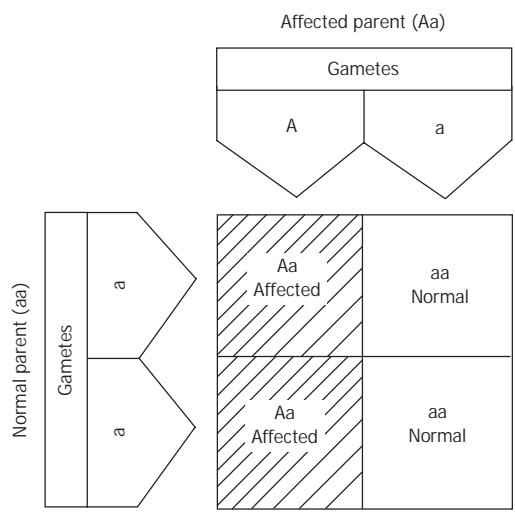 Affected parent (Aa)
Gametes
A
a
Normal parent (aa)
Gametes
a
a
Aa
Affected
aa
Normal
Aa
Affected
aa
Normal